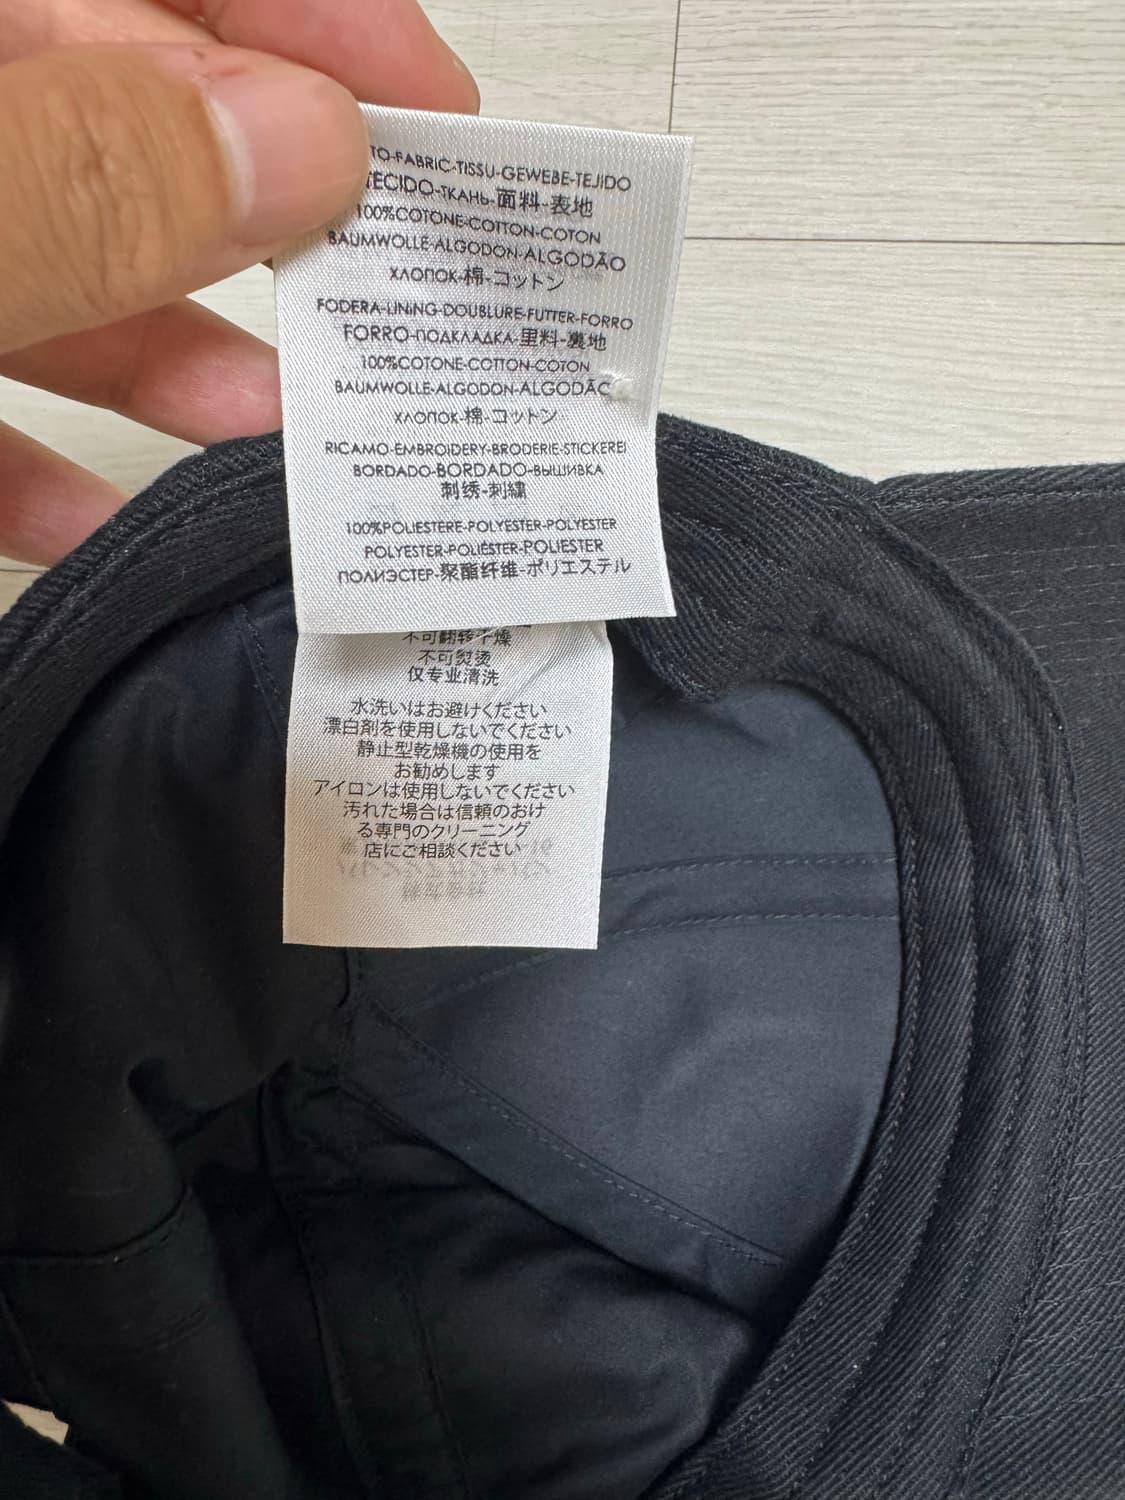 TO-FABRIC-TISSU-GEWEBE-TEJIDO
TECIDO-ТКАНЬ-面料-表地
100%COTONE-COTTON-COTON
BAUMWOLLE-ALGODON-ALGODÃO
ХЛОПОК-棉-コットン
FODERA-LINING-DOUBLURE-FUTTER-FORRO
FORRO-ПОДКЛАДКА-里料-裏地
100%COTONE-COTTON-COTON
BAUMWOLLE-ALGODON-ALGODÃO
ХЛОПОК-棉-コットン
RICAMO-EMBROIDERY-BRODERIE-STICKEREI
BORDADO-BORDADO-ВЫШИВКА
刺绣-刺繍
100%POLIESTERE-POLYESTER-POLYESTER
POLYESTER-POLIÉSTER-POLIESTER
ПОЛИЭСТЕР-聚酯纤维-ポリエステル
不可翻转干燥
不可熨烫
仅专业清洗
水洗いはお避けください
漂白剤を使用しないでください
静止型乾燥機の使用を
お勧めします
アイロンは使用しないでください
汚れた場合は信頼のおけ
る専門のクリーニング
店にご相談ください